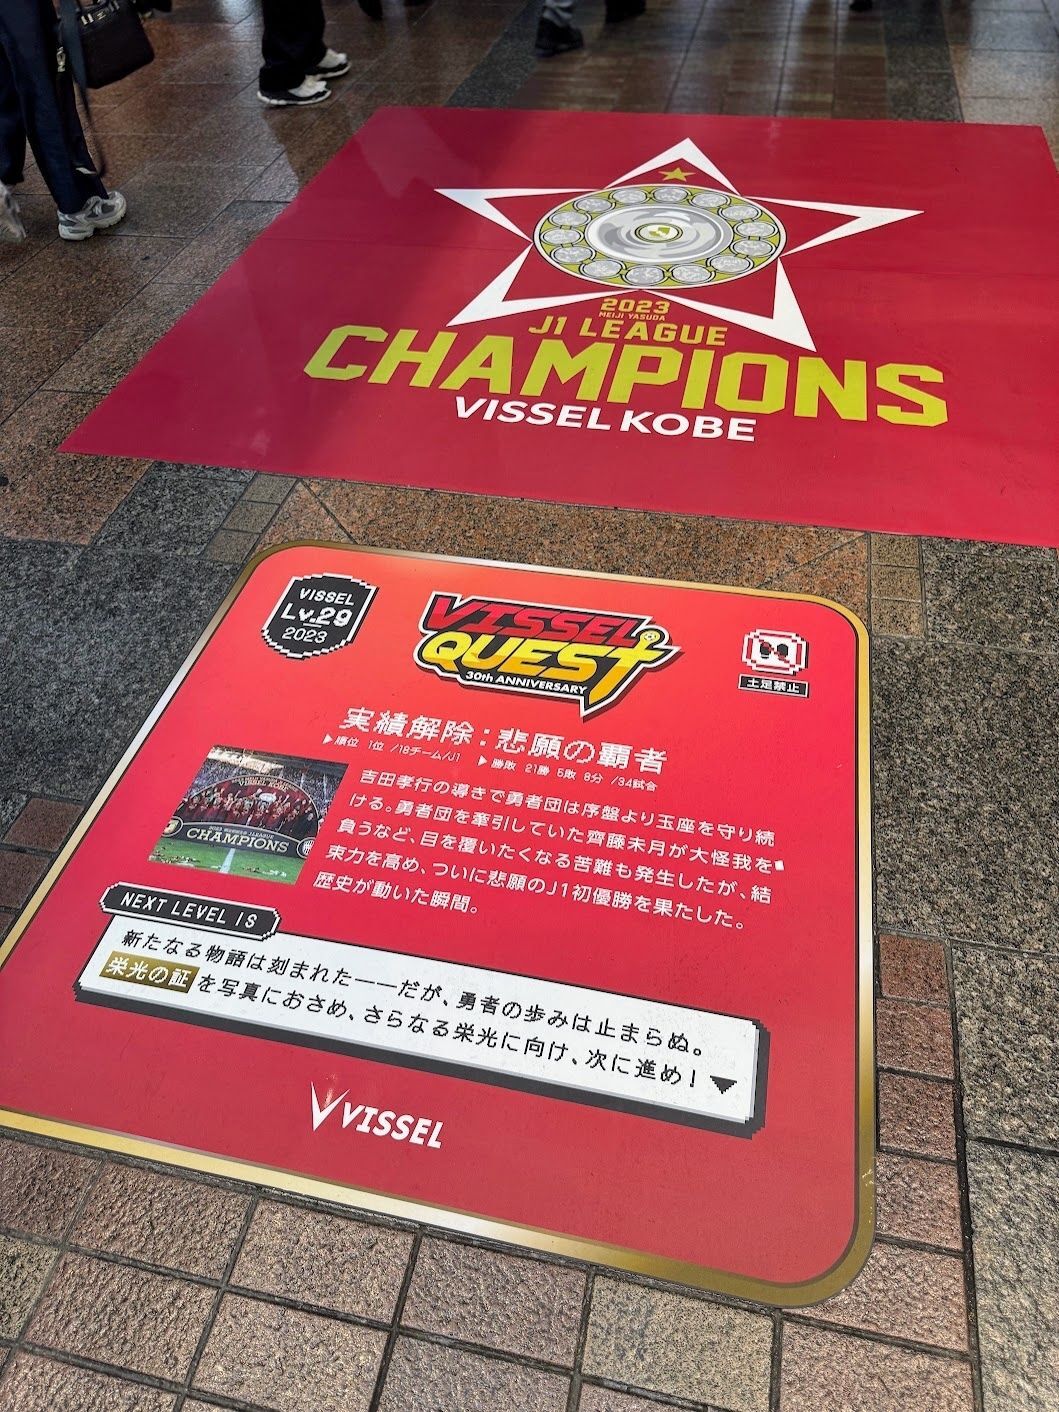 2023
MEIJI YASUDA
J1 LEAGUE
CHAMPIONS
VISSEL KOBE
VISSEL
Lv.29
2023
VISSEL
QUEST
30th ANNIVERSARY
土足禁止
実績解除:悲願の覇者
▶順位 1位 /18チーム/J1 ▶勝敗 21勝 5敗 8分 /34試合
VISSEL KOBE
CHAMPIONS
吉田孝行の導きで勇者団は序盤より玉座を守り続
ける。勇者団を牽引していた齊藤未月が大怪我を
負うなど、目を覆いたくなる苦難も発生したが、結
束力を高め、ついに悲願のJ1初優勝を果たした。
歴史が動いた瞬間。
NEXT LEVEL IS
新たなる物語は刻まれた——だが、勇者の歩みは止まらぬ。
栄光の証を写真におさめ、さらなる栄光に向け、次に進め!▼
VISSEL